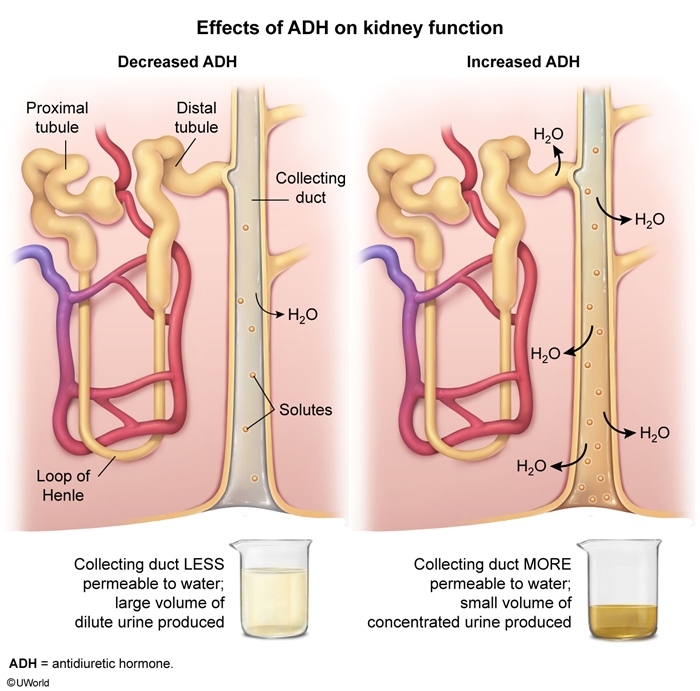 Effects of ADH on kidney function
Decreased ADH
Proximal
tubule
Distal
tubule
Collecting
duct
H₂O
Solutes
Loop of
Henle
Collecting duct LESS
permeable to water;
large volume of
dilute urine produced
Increased ADH
H₂O
H₂O
H₂O
H₂O
H₂O
Collecting duct MORE
permeable to water;
small volume of
concentrated urine produced
ADH = antidiuretic hormone.
©UWorld